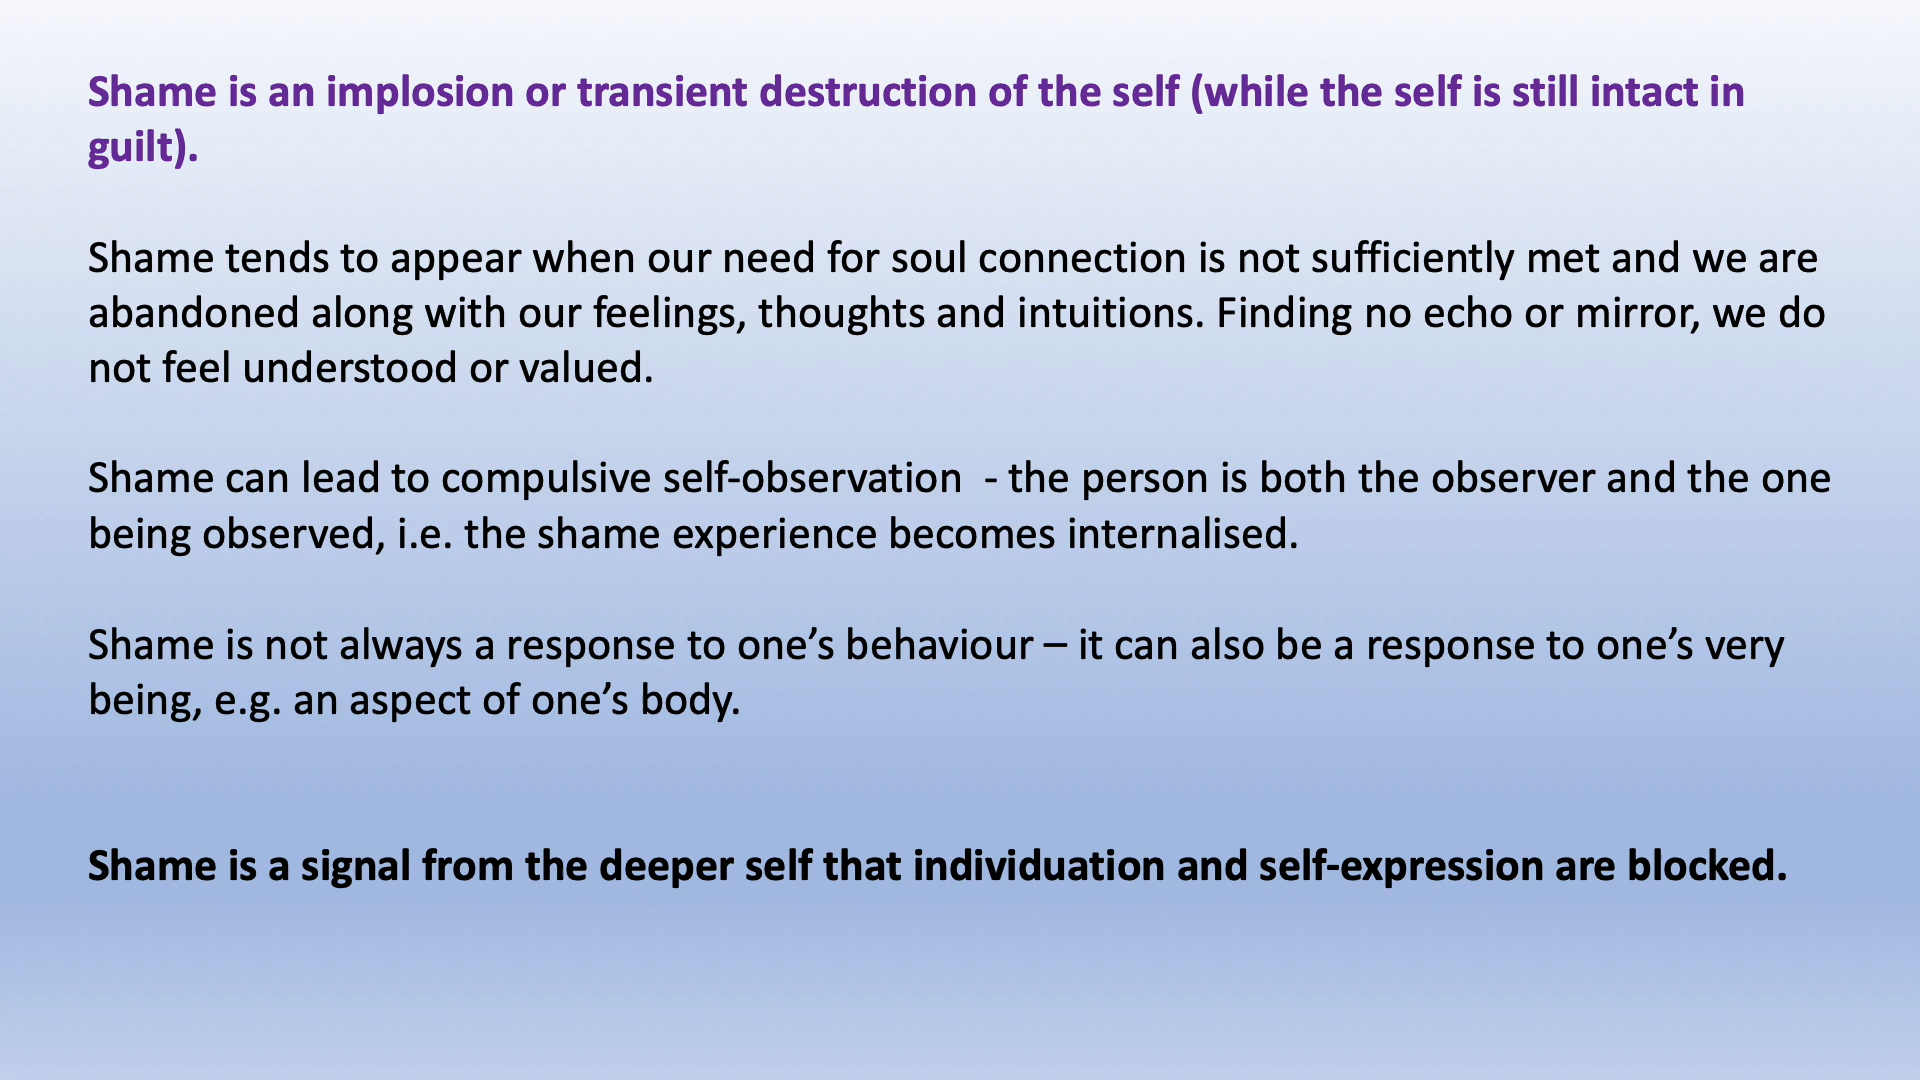 Shame is an implosion or transient destruction of the self (while the self is still intact in
guilt).
Shame tends to appear when our need for soul connection is not sufficiently met and we are
abandoned along with our feelings, thoughts and intuitions. Finding no echo or mirror, we do
not feel understood or valued.
Shame can lead to compulsive self-observation  - the person is both the observer and the one
being observed, i.e. the shame experience becomes internalised.
Shame is not always a response to one’s behaviour – it can also be a response to one’s very
being, e.g. an aspect of one’s body.
Shame is a signal from the deeper self that individuation and self-expression are blocked.